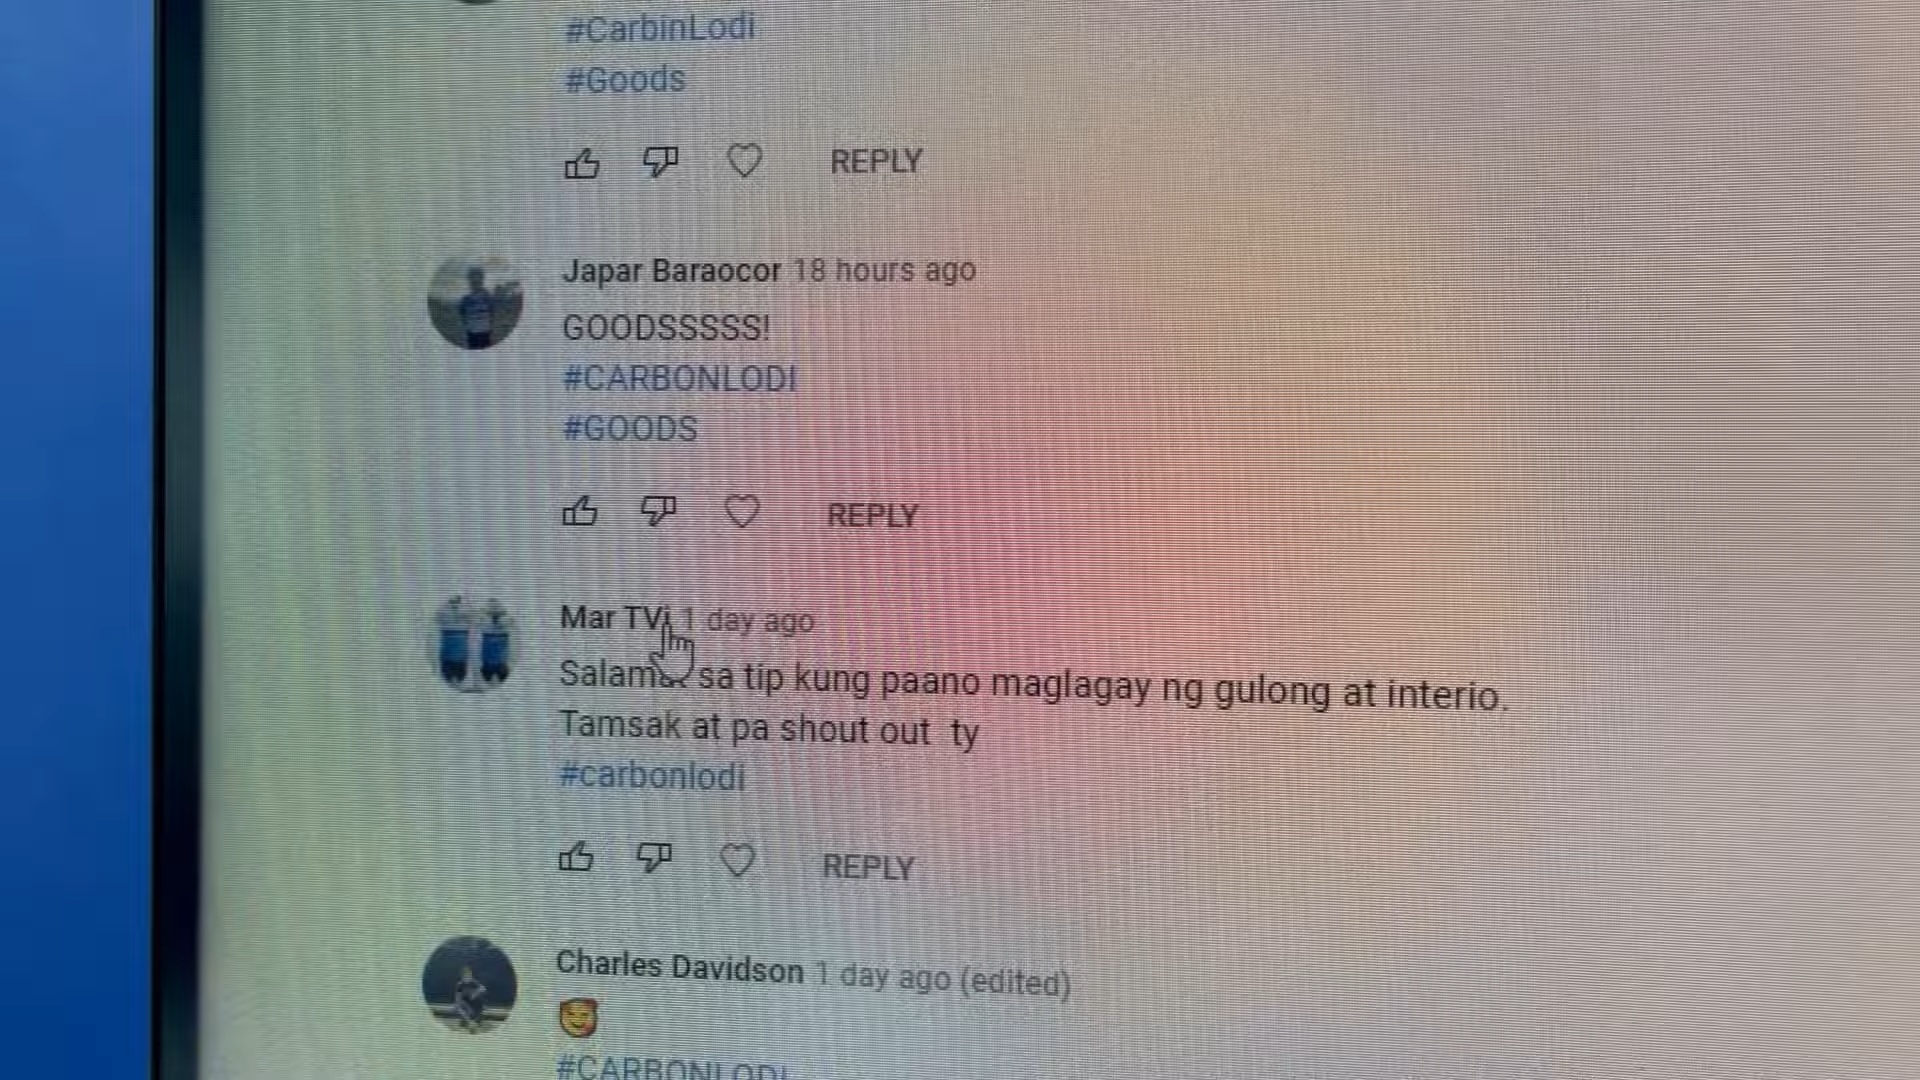 #CarbinLodi
#Goods
REPLY
Japar Baraocor 18 hours ago
GOODSSSSS!
#CARBONLODI
#GOODS
REPLY
Mar TV 1 day ago
sa tip kung paano maglagay ng gulong at interio.
Tamsak at pa shout out ty
#carbonlodi
REPLY
Charles Davidson 1 day ago (edited)
#CARBONLODI